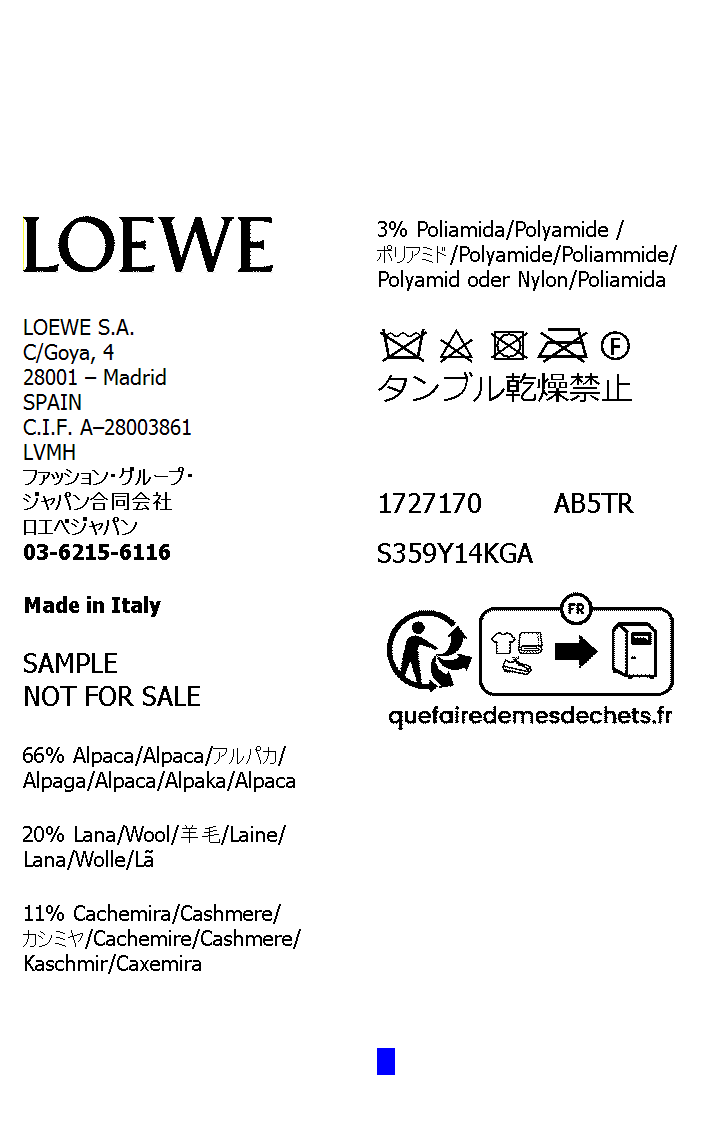 LOEWE
LOEWE S.A.
C/Goya, 4
28001 – Madrid
SPAIN
C.I.F. A–28003861
LVMH
ファッション・グループ・
ジャパン合同会社
ロエベジャパン
03-6215-6116
Made in Italy
SAMPLE
NOT FOR SALE
66% Alpaca/Alpaca/アルパカ/
Alpaga/Alpaca/Alpaka/Alpaca
20% Lana/Wool/羊毛/Laine/
Lana/Wolle/Lã
11% Cachemira/Cashmere/
カシミヤ/Cachemire/Cashmere/
Kaschmir/Caxemira
3% Poliamida/Polyamide /
ポリアミド/Polyamide/Poliammide/
Polyamid oder Nylon/Poliamida
F
タンブル乾燥禁止
1727170 AB5TR
S359Y14KGA
FR
quefairedemesdechets.fr